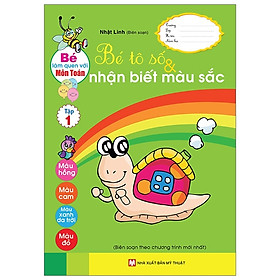 Nhật Linh (Biên soạn)
Bé
làm quen với
Môn Toán
Bé tô số &
nhận biết màu sắc
Tập
1
Màu
hồng
Màu
cam
Màu
xanh da
trời
Màu
đỏ
(Biên soạn theo chương trình mới nhất)
NHÀ XUẤT BẢN MỸ THUẬT